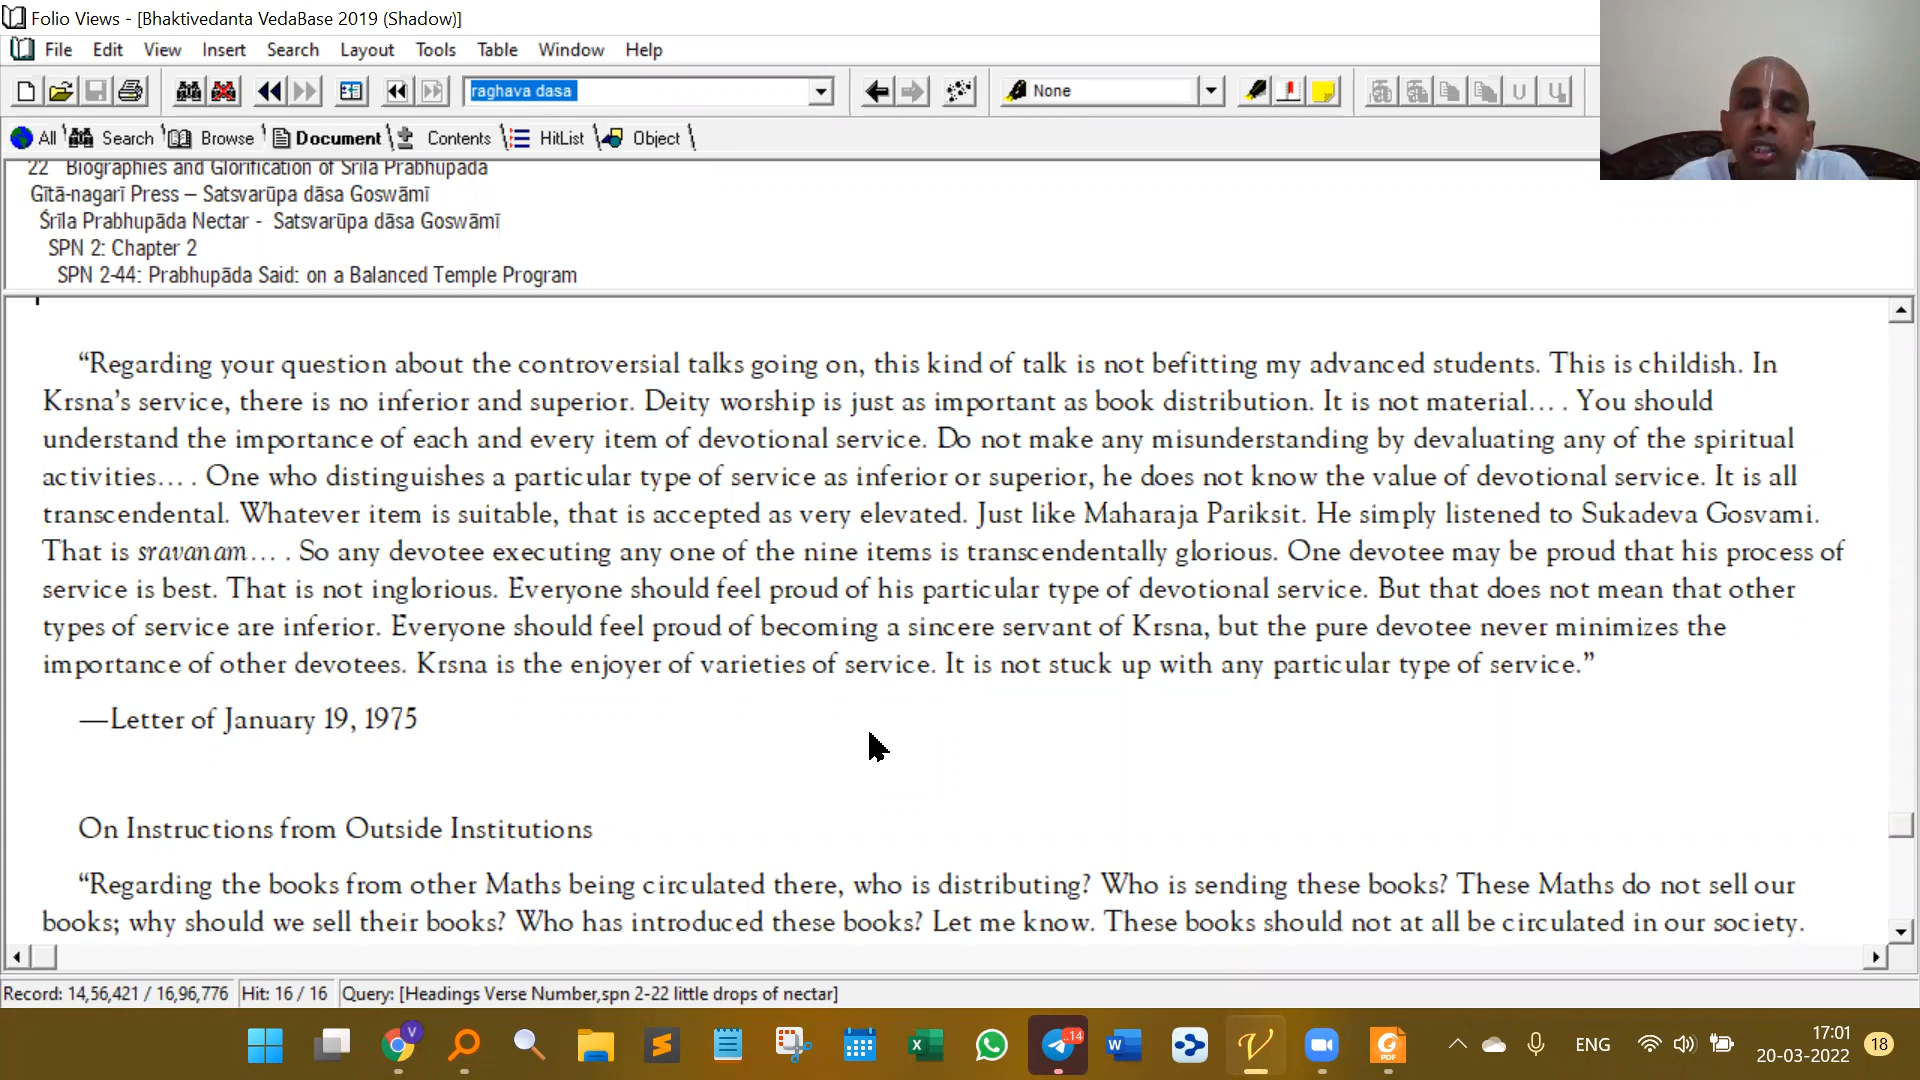 Folio Views - [Bhaktivedanta VedaBase 2019 (Shadow)]
File Edit View Insert Search Layout Tools Table Window Help
raghava dasa
None
All Search Browse Document Contents HitList Object
22 Biographies and Glorification of Śrīla Prabhupāda
Gītā-nagarī Press – Satsvarūpa dāsa Goswāmī
Śrīla Prabhupāda Nectar - Satsvarūpa dāsa Goswāmī
SPN 2: Chapter 2
SPN 2-44: Prabhupāda Said: on a Balanced Temple Program
“Regarding your question about the controversial talks going on, this kind of talk is not befitting my advanced students. This is childish. In
Krsna’s service, there is no inferior and superior. Deity worship is just as important as book distribution. It is not material… . You should
understand the importance of each and every item of devotional service. Do not make any misunderstanding by devaluating any of the spiritual
activities… . One who distinguishes a particular type of service as inferior or superior, he does not know the value of devotional service. It is all
transcendental. Whatever item is suitable, that is accepted as very elevated. Just like Maharaja Pariksit. He simply listened to Sukadeva Gosvami.
That is sravanam… . So any devotee executing any one of the nine items is transcendentally glorious. One devotee may be proud that his process of
service is best. That is not inglorious. Everyone should feel proud of his particular type of devotional service. But that does not mean that other
types of service are inferior. Everyone should feel proud of becoming a sincere servant of Krsna, but the pure devotee never minimizes the
importance of other devotees. Krsna is the enjoyer of varieties of service. It is not stuck up with any particular type of service.”
—Letter of January 19, 1975
On Instructions from Outside Institutions
“Regarding the books from other Maths being circulated there, who is distributing? Who is sending these books? These Maths do not sell our
books; why should we sell their books? Who has introduced these books? Let me know. These books should not at all be circulated in our society.
Record: 14,56,421 / 16,96,776 Hit: 16 / 16 Query: [Headings Verse Number,spn 2-22 little drops of nectar]
V
..14
PDF
ENG
17:01
20-03-2022
18